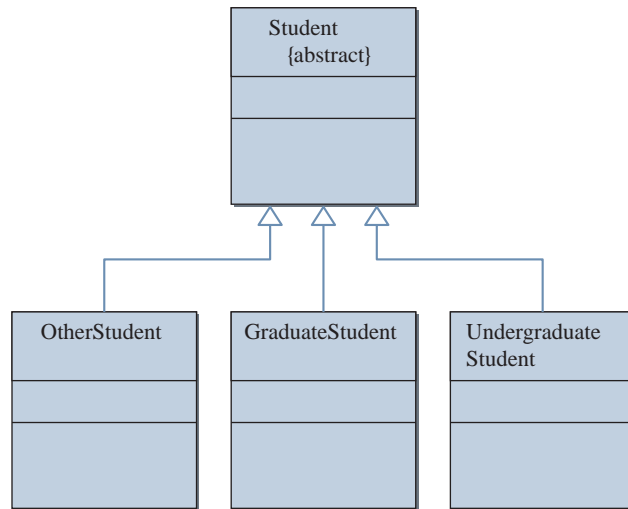 Student
{abstract}
OtherStudent
GraduateStudent
Undergraduate
Student